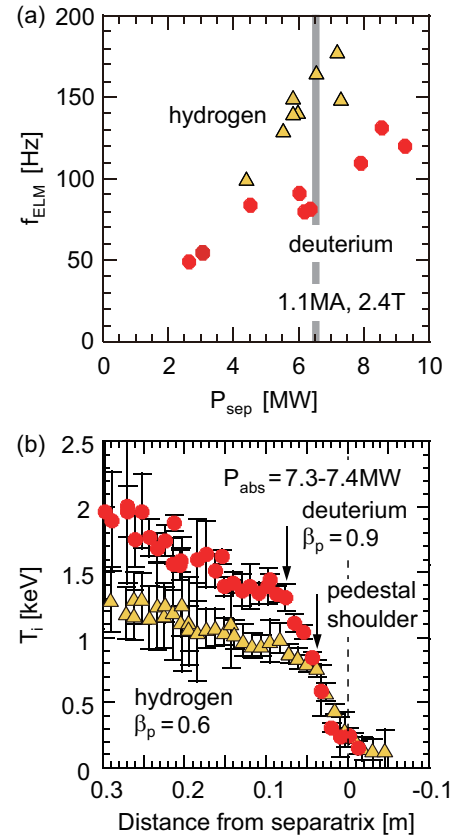 (a)
200
150
100
50
0
f_ELM [Hz]
hydrogen
deuterium
1.1MA, 2.4T
0 2 4 6 8 10
P_sep [MW]
(b)
2.5
2
1.5
1
0.5
0
T_i [keV]
P_abs = 7.3-7.4MW
deuterium
β_p = 0.9
pedestal
shoulder
hydrogen
β_p = 0.6
0.3 0.2 0.1 0 -0.1
Distance from separatrix [m]